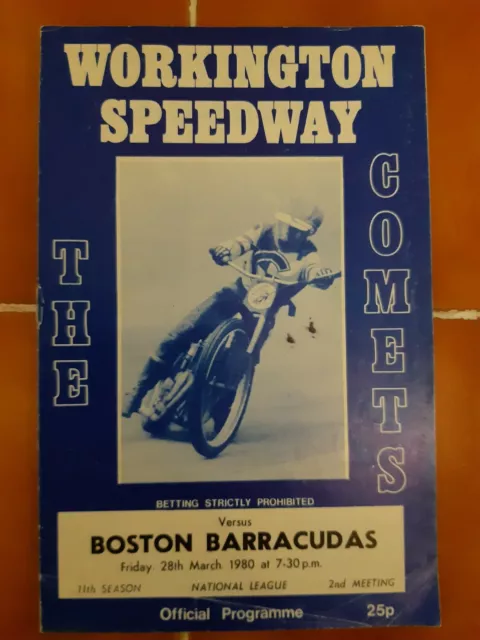 WORKINGTON
SPEEDWAY
THE
COMETS
BETTING STRICTLY PROHIBITED
Versus
BOSTON BARRACUDAS
Friday 28th March 1980 at 7-30 p.m.
11th SEASON NATIONAL LEAGUE 2nd MEETING
Official Programme 25p